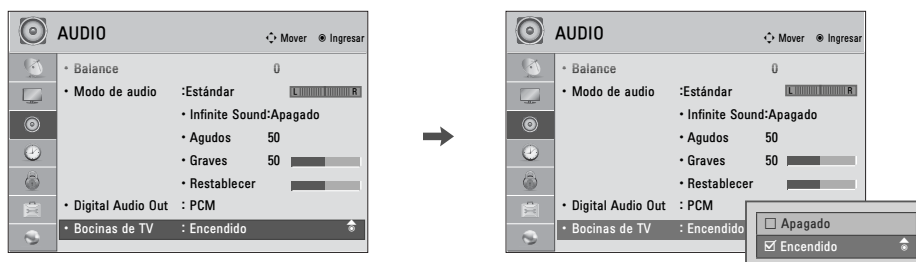 AUDIO
Mover Ingresar
• Balance 0
• Modo de audio :Estándar L R
• Infinite Sound:Apagado
• Agudos 50
• Graves 50
• Restablecer
• Digital Audio Out : PCM
• Bocinas de TV : Encendido
AUDIO
Mover Ingresar
• Balance 0
• Modo de audio :Estándar L R
• Infinite Sound:Apagado
• Agudos 50
• Graves 50
• Restablecer
• Digital Audio Out : PCM
• Bocinas de TV : Encendido
Apagado
Encendido